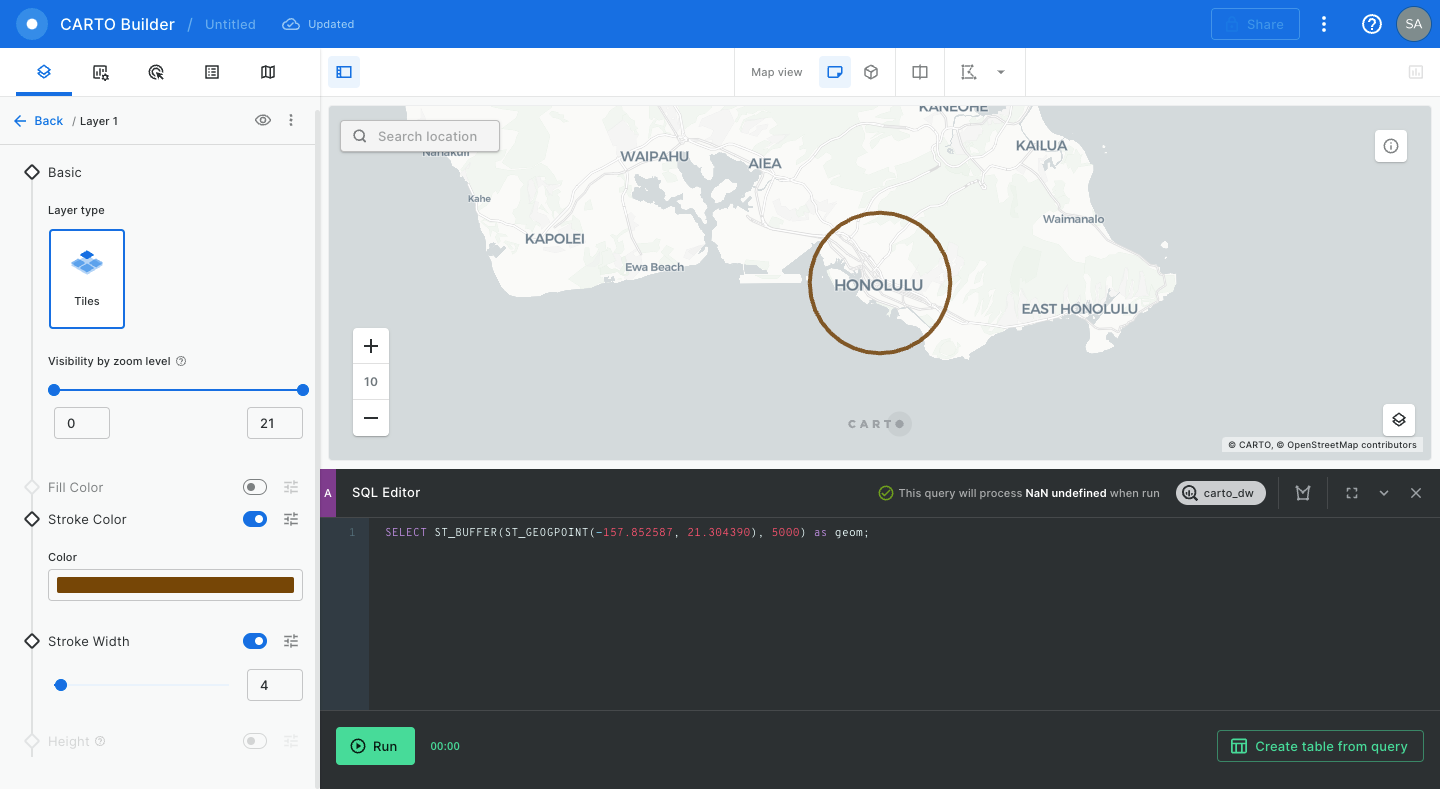 CARTO Builder / Untitled Updated Share SA
Map view
Back / Layer 1
Basic
Layer type
Tiles
Visibility by zoom level
0 21
Fill Color
Stroke Color
Color
Stroke Width
4
Height
Search location
KANEOHE
Nanakuli
WAIPAHU
AIEA
KAILUA
Kahe
KAPOLEI
Waimanalo
Ewa Beach
HONOLULU
EAST HONOLULU
10
CARTO
© CARTO, © OpenStreetMap contributors
A SQL Editor This query will process NaN undefined when run carto_dw
1 SELECT ST_BUFFER(ST_GEOGPOINT(-157.852587, 21.304390), 5000) as geom;
Run 00:00 Create table from query